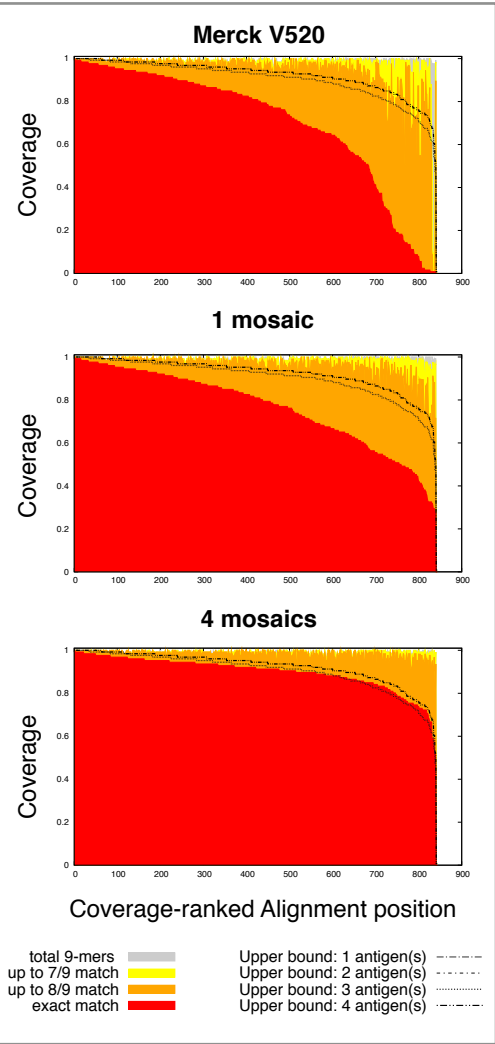 Merck V520
1
0.8
0.6
0.4
0.2
0
Coverage
0 100 200 300 400 500 600 700 800 900
1 mosaic
1
0.8
0.6
0.4
0.2
0
Coverage
0 100 200 300 400 500 600 700 800 900
4 mosaics
1
0.8
0.6
0.4
0.2
0
Coverage
0 100 200 300 400 500 600 700 800 900
Coverage-ranked Alignment position
total 9-mers
up to 7/9 match
up to 8/9 match
exact match
Upper bound: 1 antigen(s)
Upper bound: 2 antigen(s)
Upper bound: 3 antigen(s)
Upper bound: 4 antigen(s)